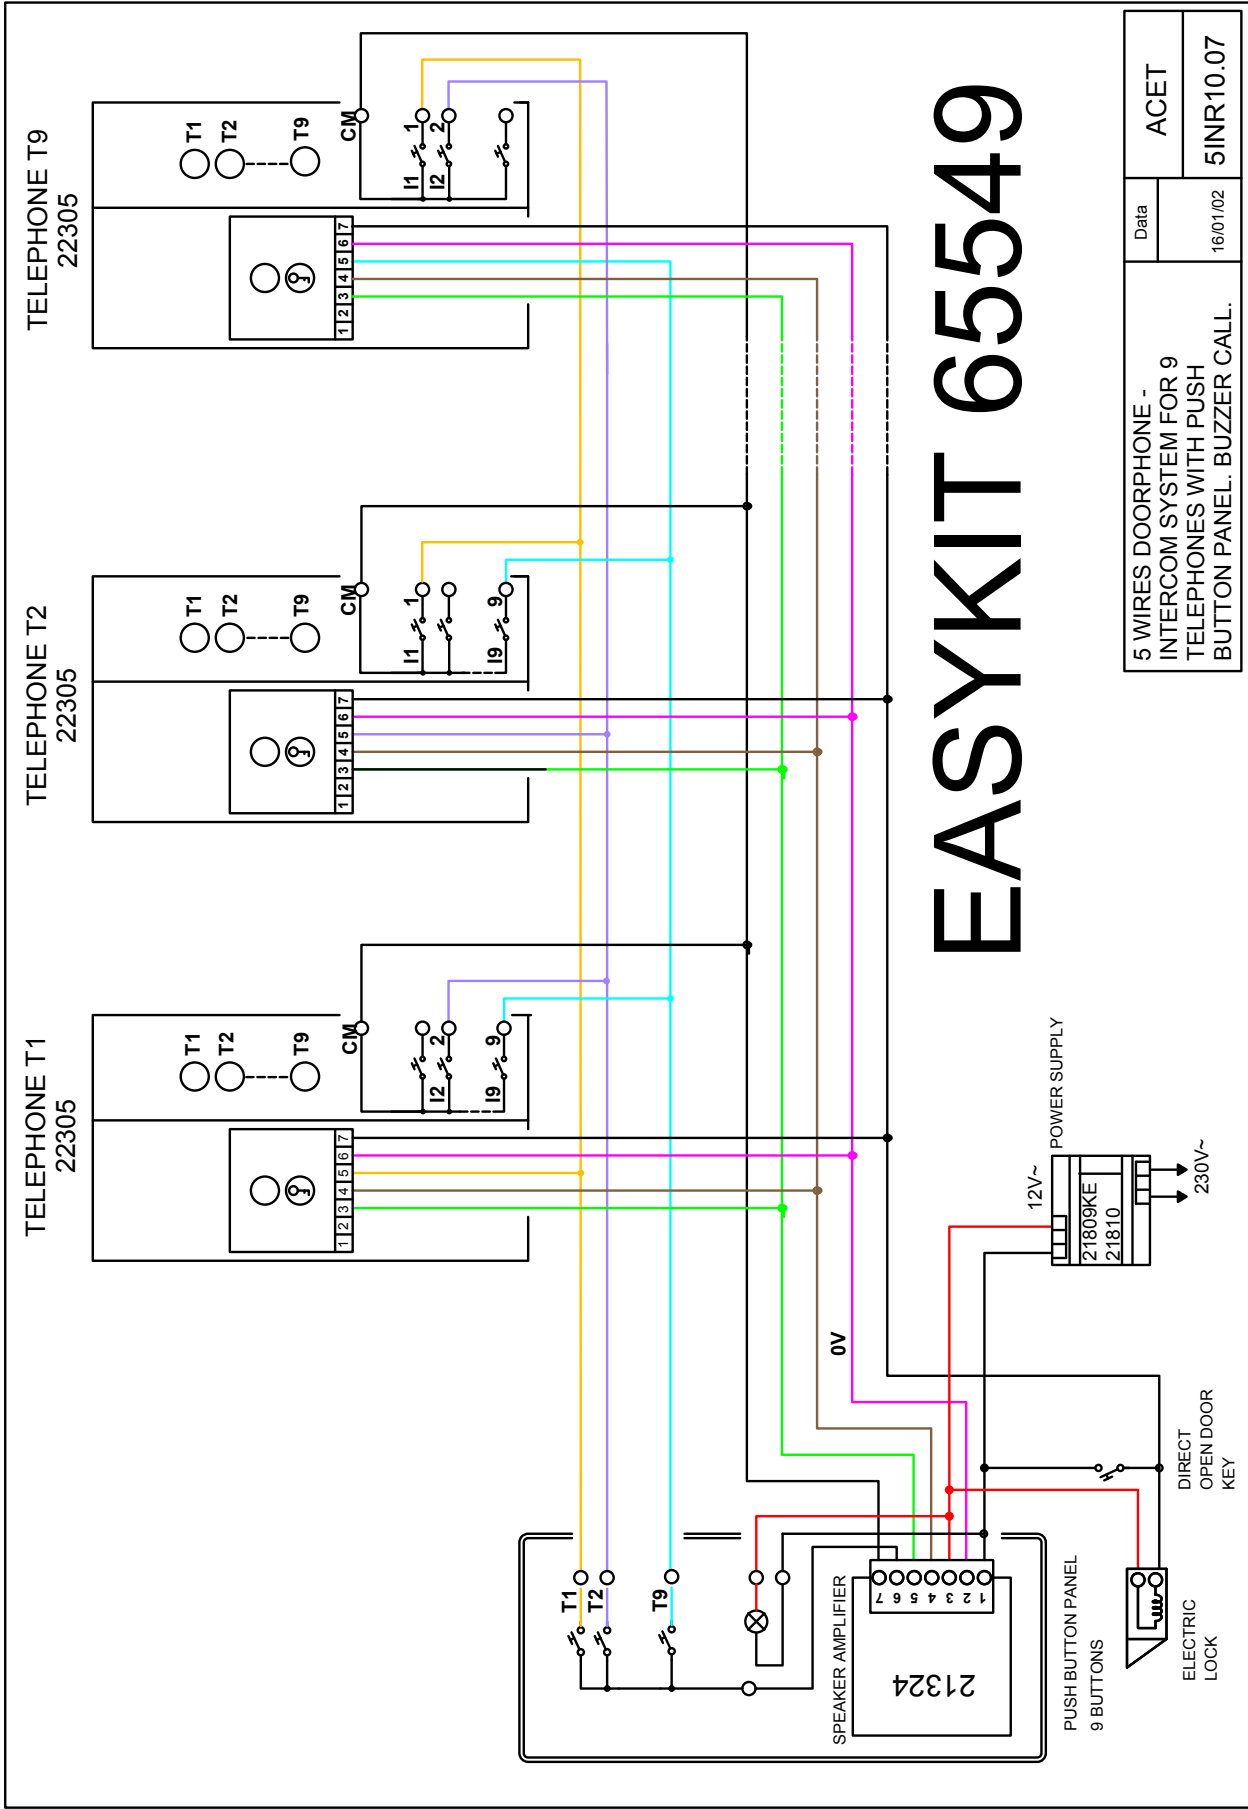 TELEPHONE T1
22305
T1
T2
T9
CM
2
9
I2
I9
1 2 3 4 5 6 7
TELEPHONE T2
22305
T1
T2
T9
CM
1
9
I1
I9
1 2 3 4 5 6 7
TELEPHONE T9
22305
T1
T2
T9
CM
1
2
I1
I2
1 2 3 4 5 6 7
T1
T2
T9
0V
SPEAKER AMPLIFIER
7 6 5 4 3 2 1
21324
PUSH BUTTON PANEL
9 BUTTONS
ELECTRIC
LOCK
DIRECT
OPEN DOOR
KEY
12V~
POWER SUPPLY
21809KE
21810
230V~
EASYKIT 65549
5 WIRES DOORPHONE -
INTERCOM SYSTEM FOR 9
TELEPHONES WITH PUSH
BUTTON PANEL. BUZZER CALL.
Data
16/01/02
ACET
5INR10.07